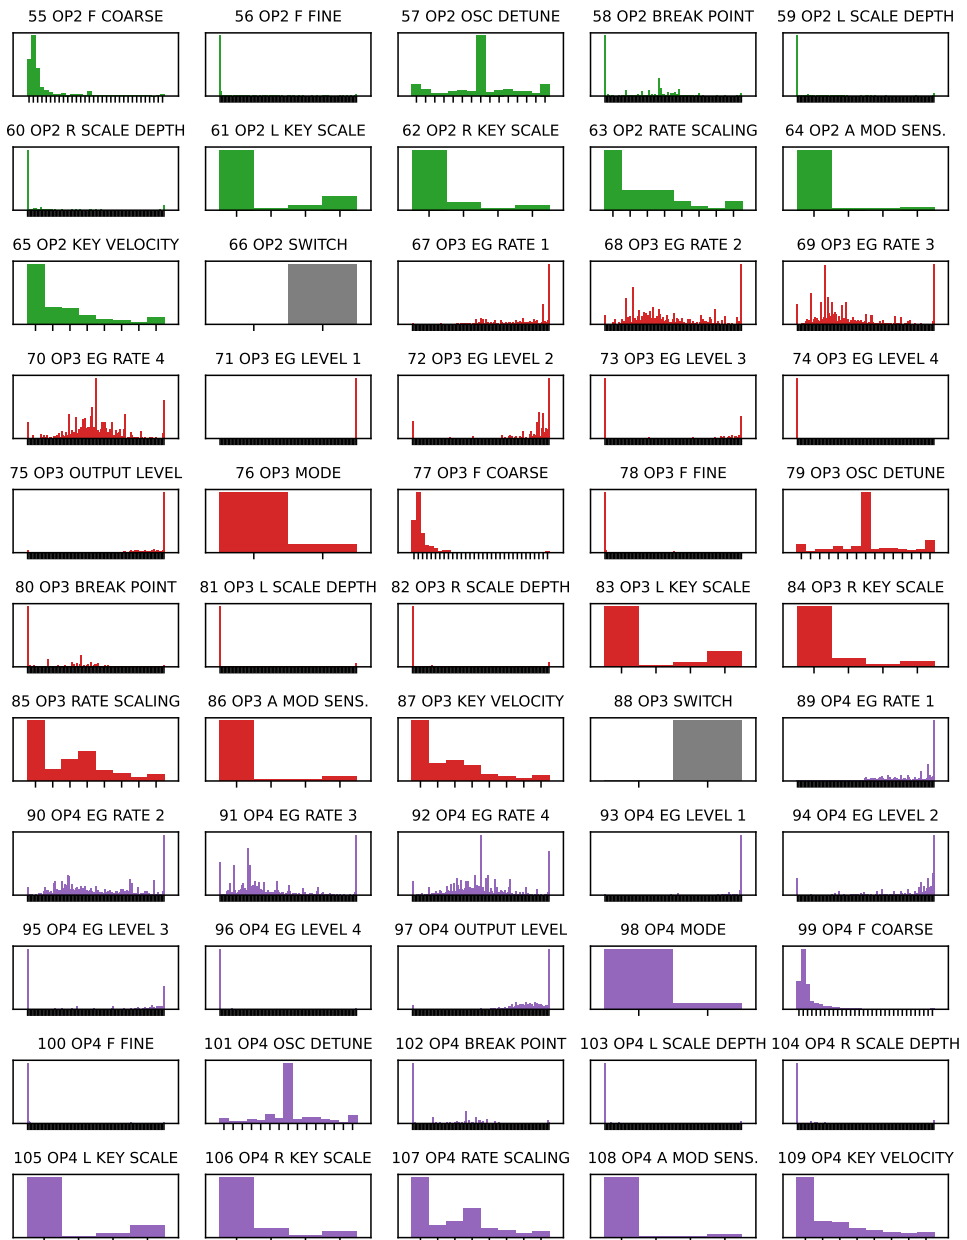 55 OP2 F COARSE
56 OP2 F FINE
57 OP2 OSC DETUNE
58 OP2 BREAK POINT
59 OP2 L SCALE DEPTH
60 OP2 R SCALE DEPTH
61 OP2 L KEY SCALE
62 OP2 R KEY SCALE
63 OP2 RATE SCALING
64 OP2 A MOD SENS.
65 OP2 KEY VELOCITY
66 OP2 SWITCH
67 OP3 EG RATE 1
68 OP3 EG RATE 2
69 OP3 EG RATE 3
70 OP3 EG RATE 4
71 OP3 EG LEVEL 1
72 OP3 EG LEVEL 2
73 OP3 EG LEVEL 3
74 OP3 EG LEVEL 4
75 OP3 OUTPUT LEVEL
76 OP3 MODE
77 OP3 F COARSE
78 OP3 F FINE
79 OP3 OSC DETUNE
80 OP3 BREAK POINT
81 OP3 L SCALE DEPTH
82 OP3 R SCALE DEPTH
83 OP3 L KEY SCALE
84 OP3 R KEY SCALE
85 OP3 RATE SCALING
86 OP3 A MOD SENS.
87 OP3 KEY VELOCITY
88 OP3 SWITCH
89 OP4 EG RATE 1
90 OP4 EG RATE 2
91 OP4 EG RATE 3
92 OP4 EG RATE 4
93 OP4 EG LEVEL 1
94 OP4 EG LEVEL 2
95 OP4 EG LEVEL 3
96 OP4 EG LEVEL 4
97 OP4 OUTPUT LEVEL
98 OP4 MODE
99 OP4 F COARSE
100 OP4 F FINE
101 OP4 OSC DETUNE
102 OP4 BREAK POINT
103 OP4 L SCALE DEPTH
104 OP4 R SCALE DEPTH
105 OP4 L KEY SCALE
106 OP4 R KEY SCALE
107 OP4 RATE SCALING
108 OP4 A MOD SENS.
109 OP4 KEY VELOCITY